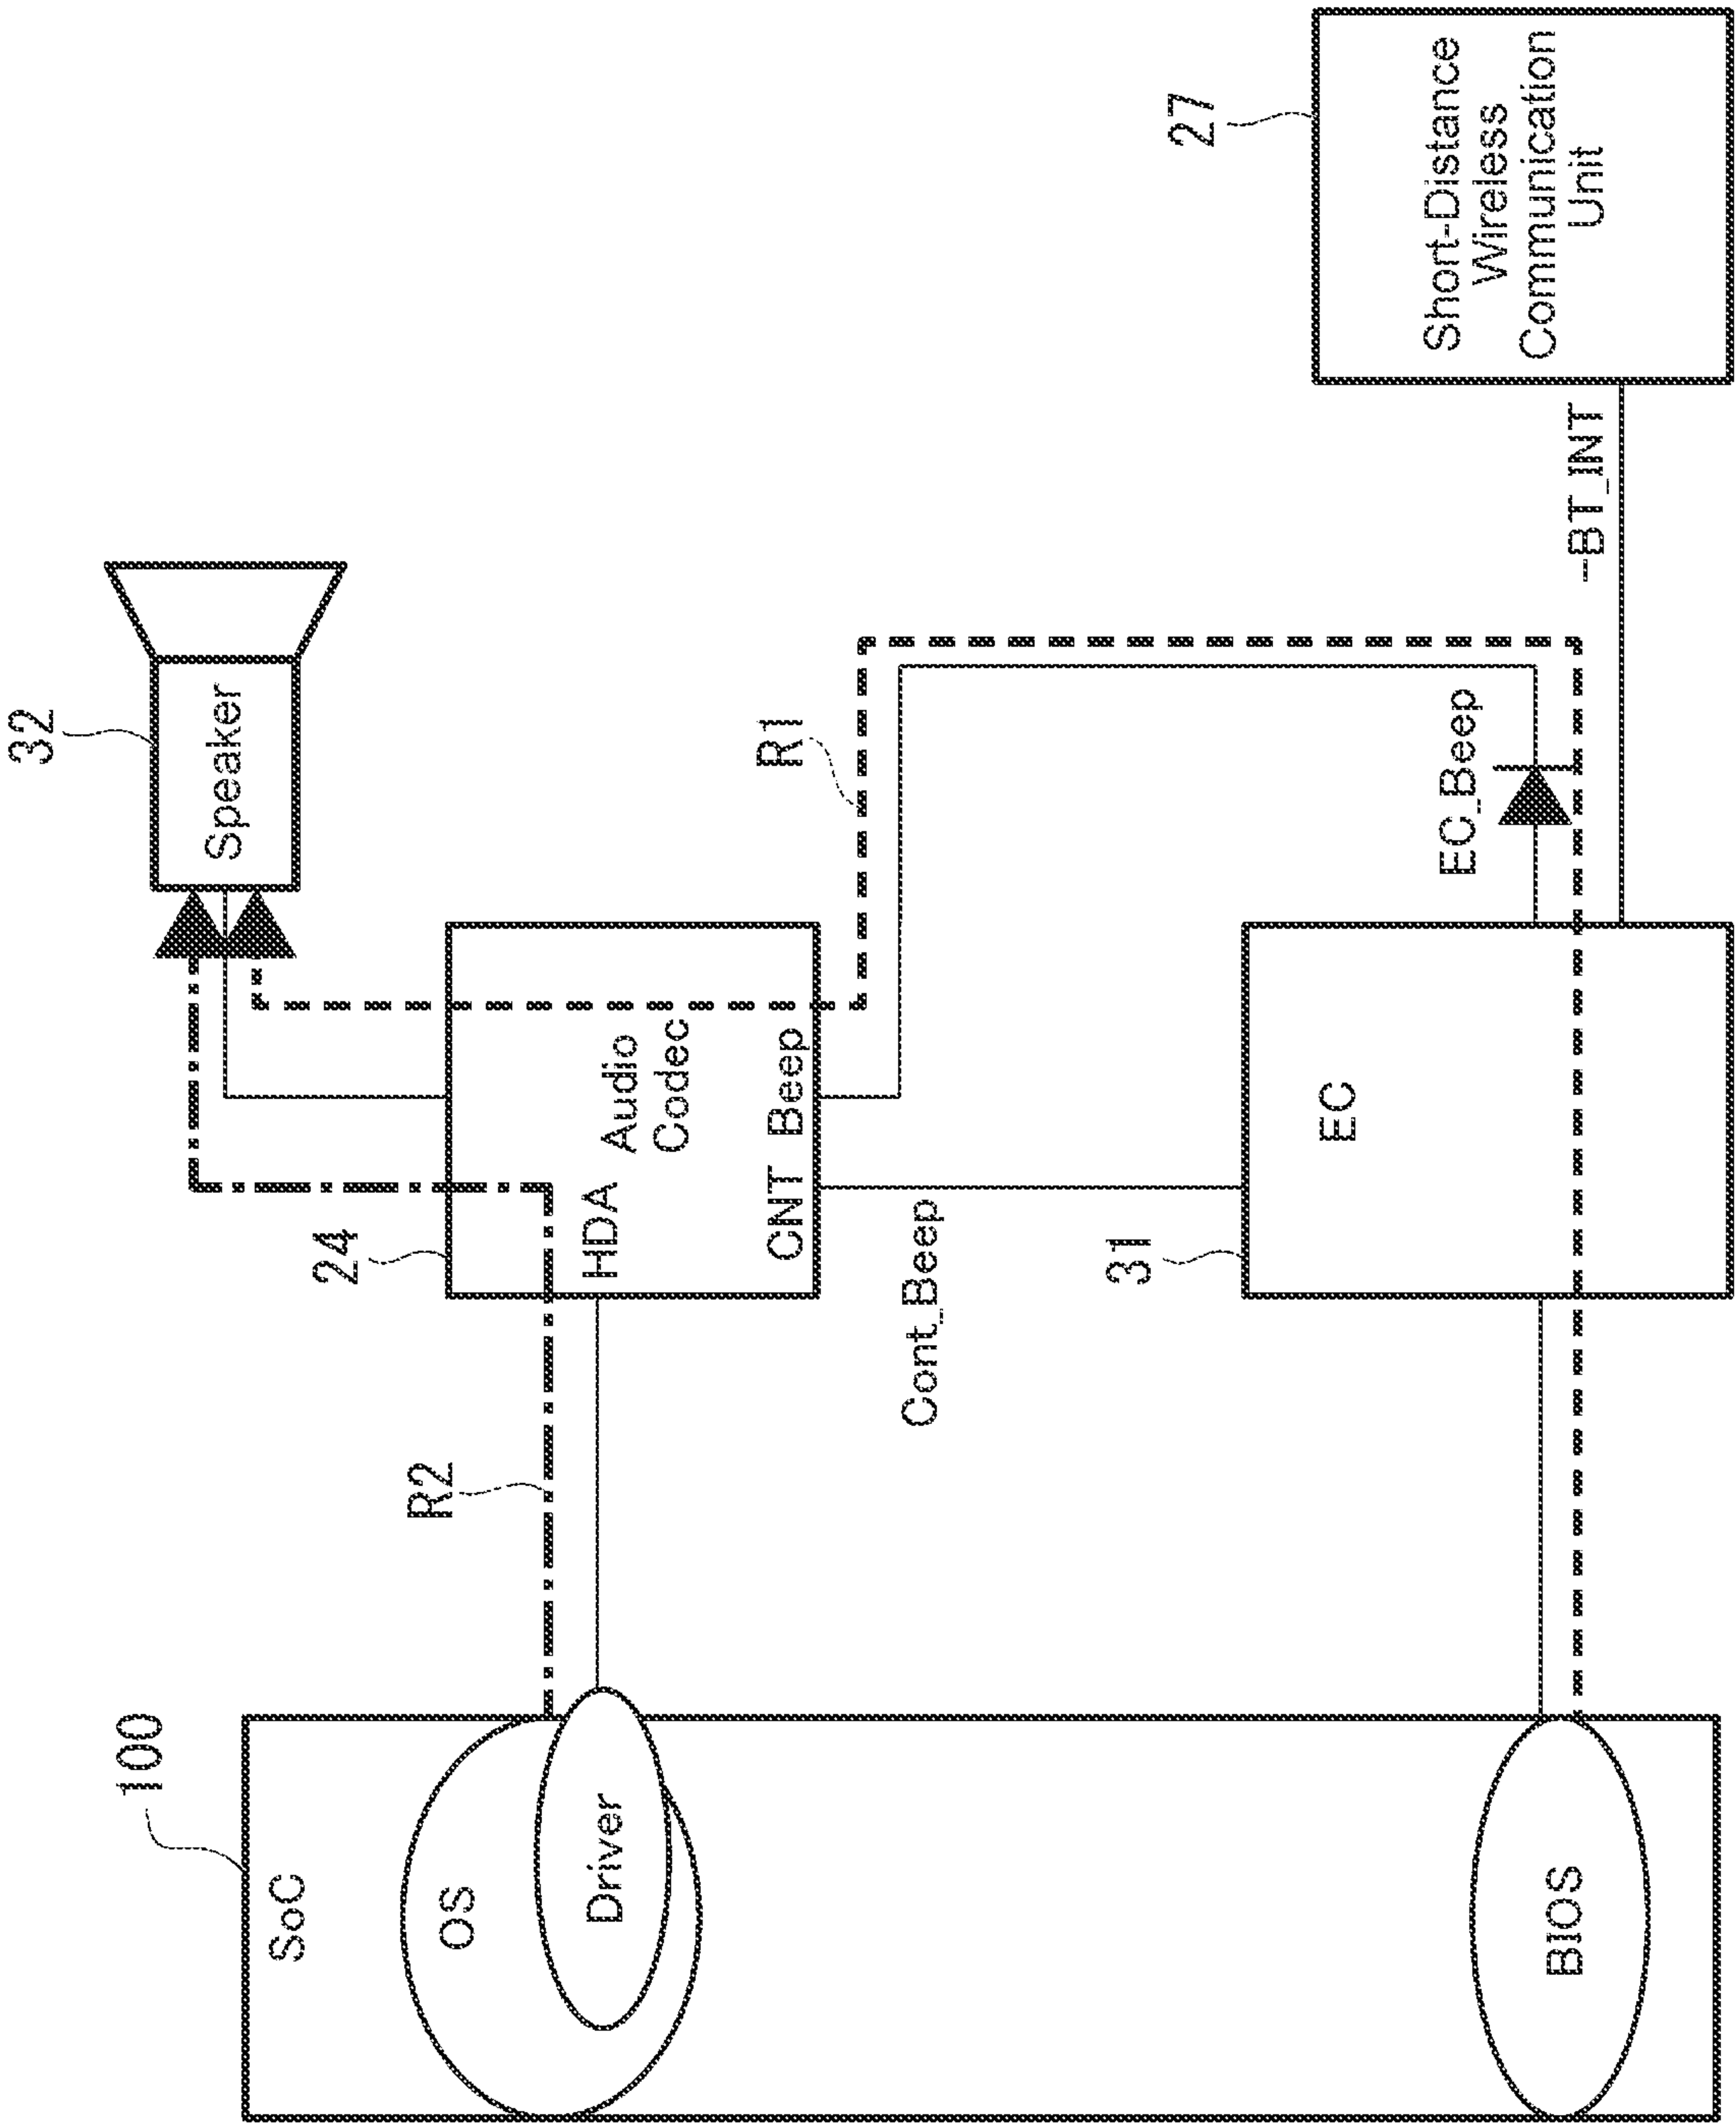 100
SoC
OS
Driver
BIOS
R2
24
HDA
Audio
Codec
CNT Beep
Cont_Beep
32
Speaker
R1
31
EC
EC_Beep
-BT_INT
27
Short-Distance
Wireless
Communication
Unit